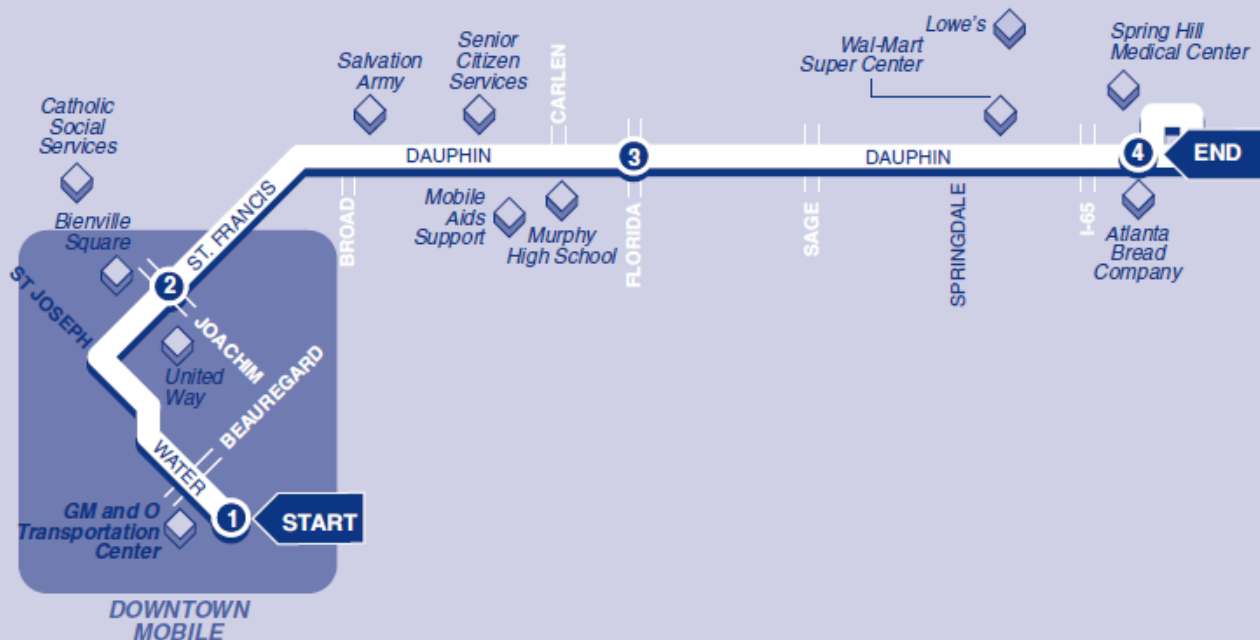 Lowe's
Wal-Mart
Super Center
Spring Hill
Medical Center
Senior
Citizen
Services
CARLEN
Salvation
Army
Catholic
Social
Services
DAUPHIN
3
DAUPHIN
4
END
ST. FRANCIS
BROAD
Mobile
Aids
Support
Murphy
High School
FLORIDA
SAGE
SPRINGDALE
I-65
Atlanta
Bread
Company
Bienville
Square
ST JOSEPH
2
JOACHIM
United
Way
BEAUREGARD
WATER
GM and O
Transportation
Center
1
START
DOWNTOWN
MOBILE